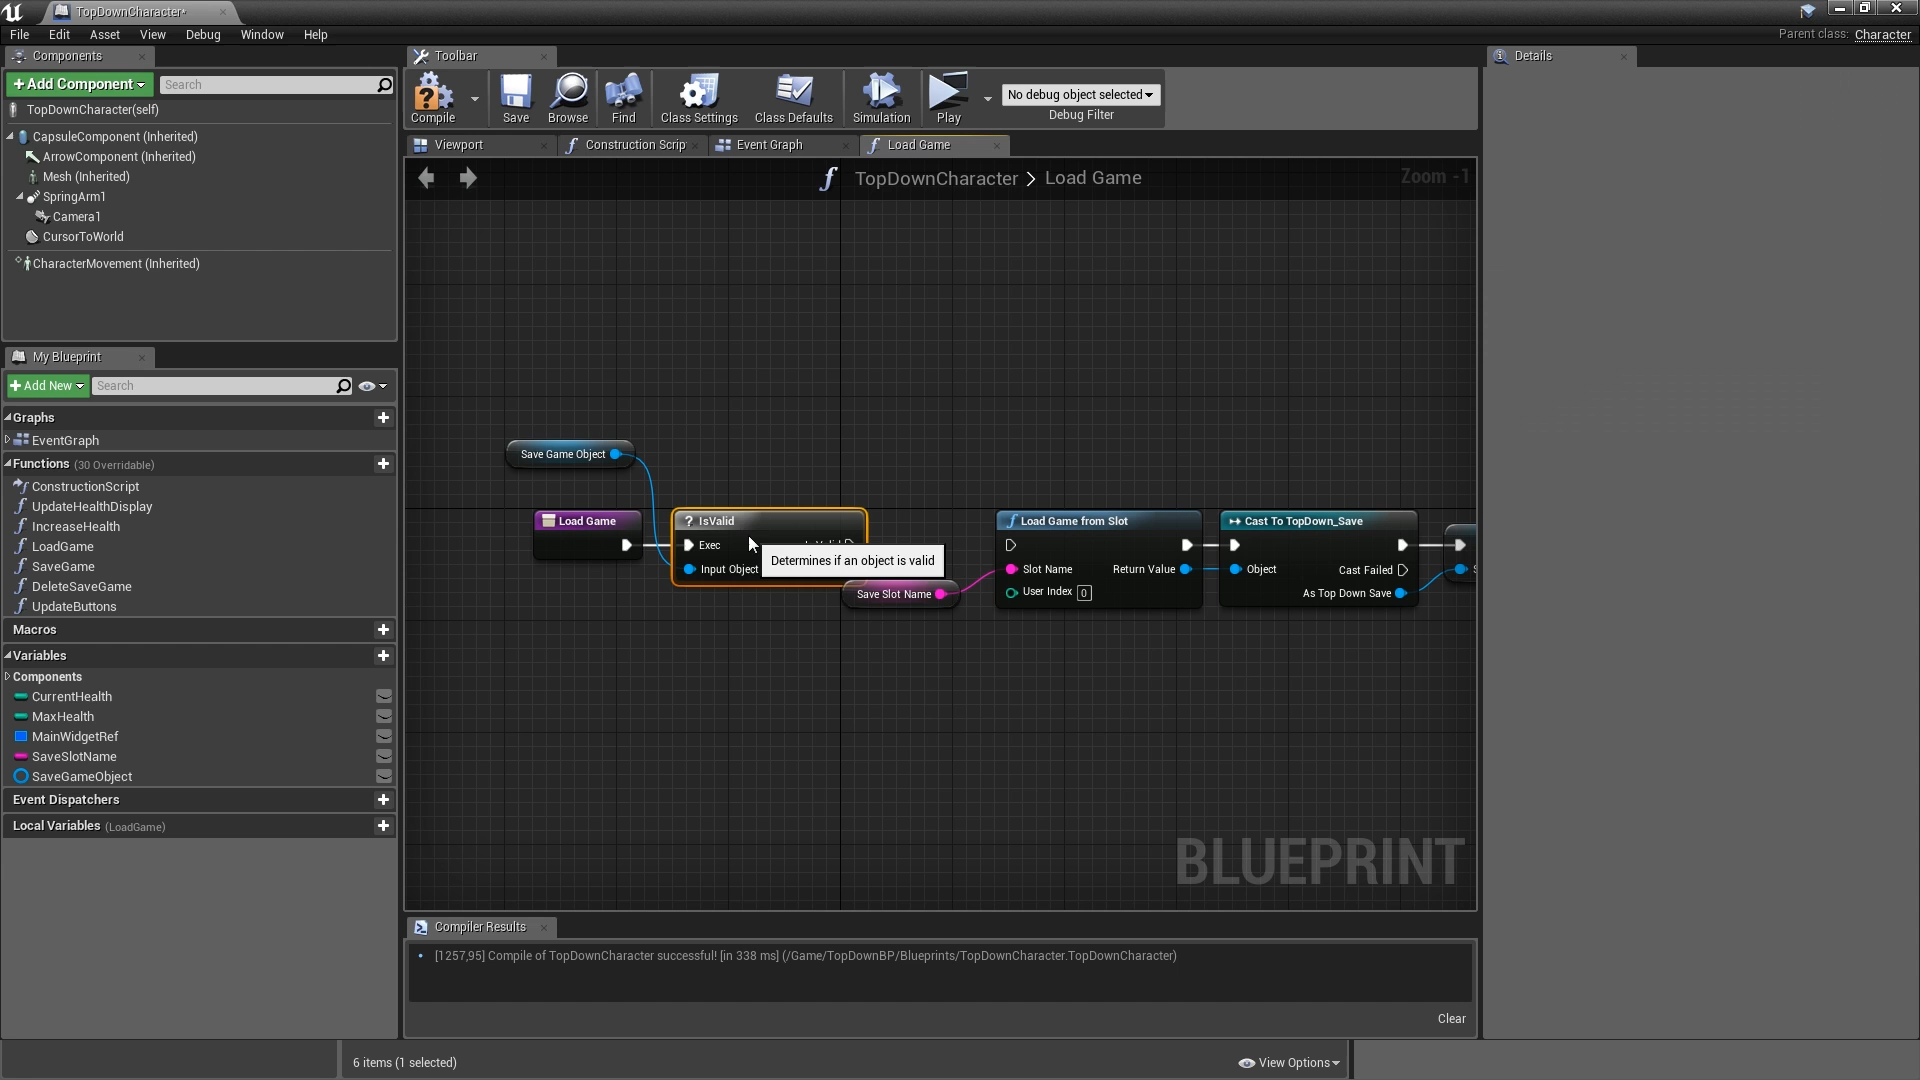 TopDownCharacter*
File Edit Asset View Debug Window Help
Parent class: Character
Components
Add Component
Search
TopDownCharacter(self)
CapsuleComponent (Inherited)
ArrowComponent (Inherited)
Mesh (Inherited)
SpringArm1
Camera1
CursorToWorld
CharacterMovement (Inherited)
My Blueprint
Add New
Search
Graphs
EventGraph
Functions (30 Overridable)
ConstructionScript
UpdateHealthDisplay
IncreaseHealth
LoadGame
SaveGame
DeleteSaveGame
UpdateButtons
Macros
Variables
Components
CurrentHealth
MaxHealth
MainWidgetRef
SaveSlotName
SaveGameObject
Event Dispatchers
Local Variables (LoadGame)
Toolbar
Compile Save Browse Find Class Settings Class Defaults Simulation Play
No debug object selected
Debug Filter
Viewport Construction Scrip Event Graph Load Game
TopDownCharacter > Load Game
Zoom -1
Save Game Object
Load Game
? IsValid
Exec
Input Object
Determines if an object is valid
Save Slot Name
Load Game from Slot
Slot Name Return Value
User Index 0
Cast To TopDown_Save
Object Cast Failed
As Top Down Save
BLUEPRINT
Compiler Results
[1257,95] Compile of TopDownCharacter successful! [in 338 ms] (/Game/TopDownBP/Blueprints/TopDownCharacter.TopDownCharacter)
Clear
6 items (1 selected)
View Options
Details